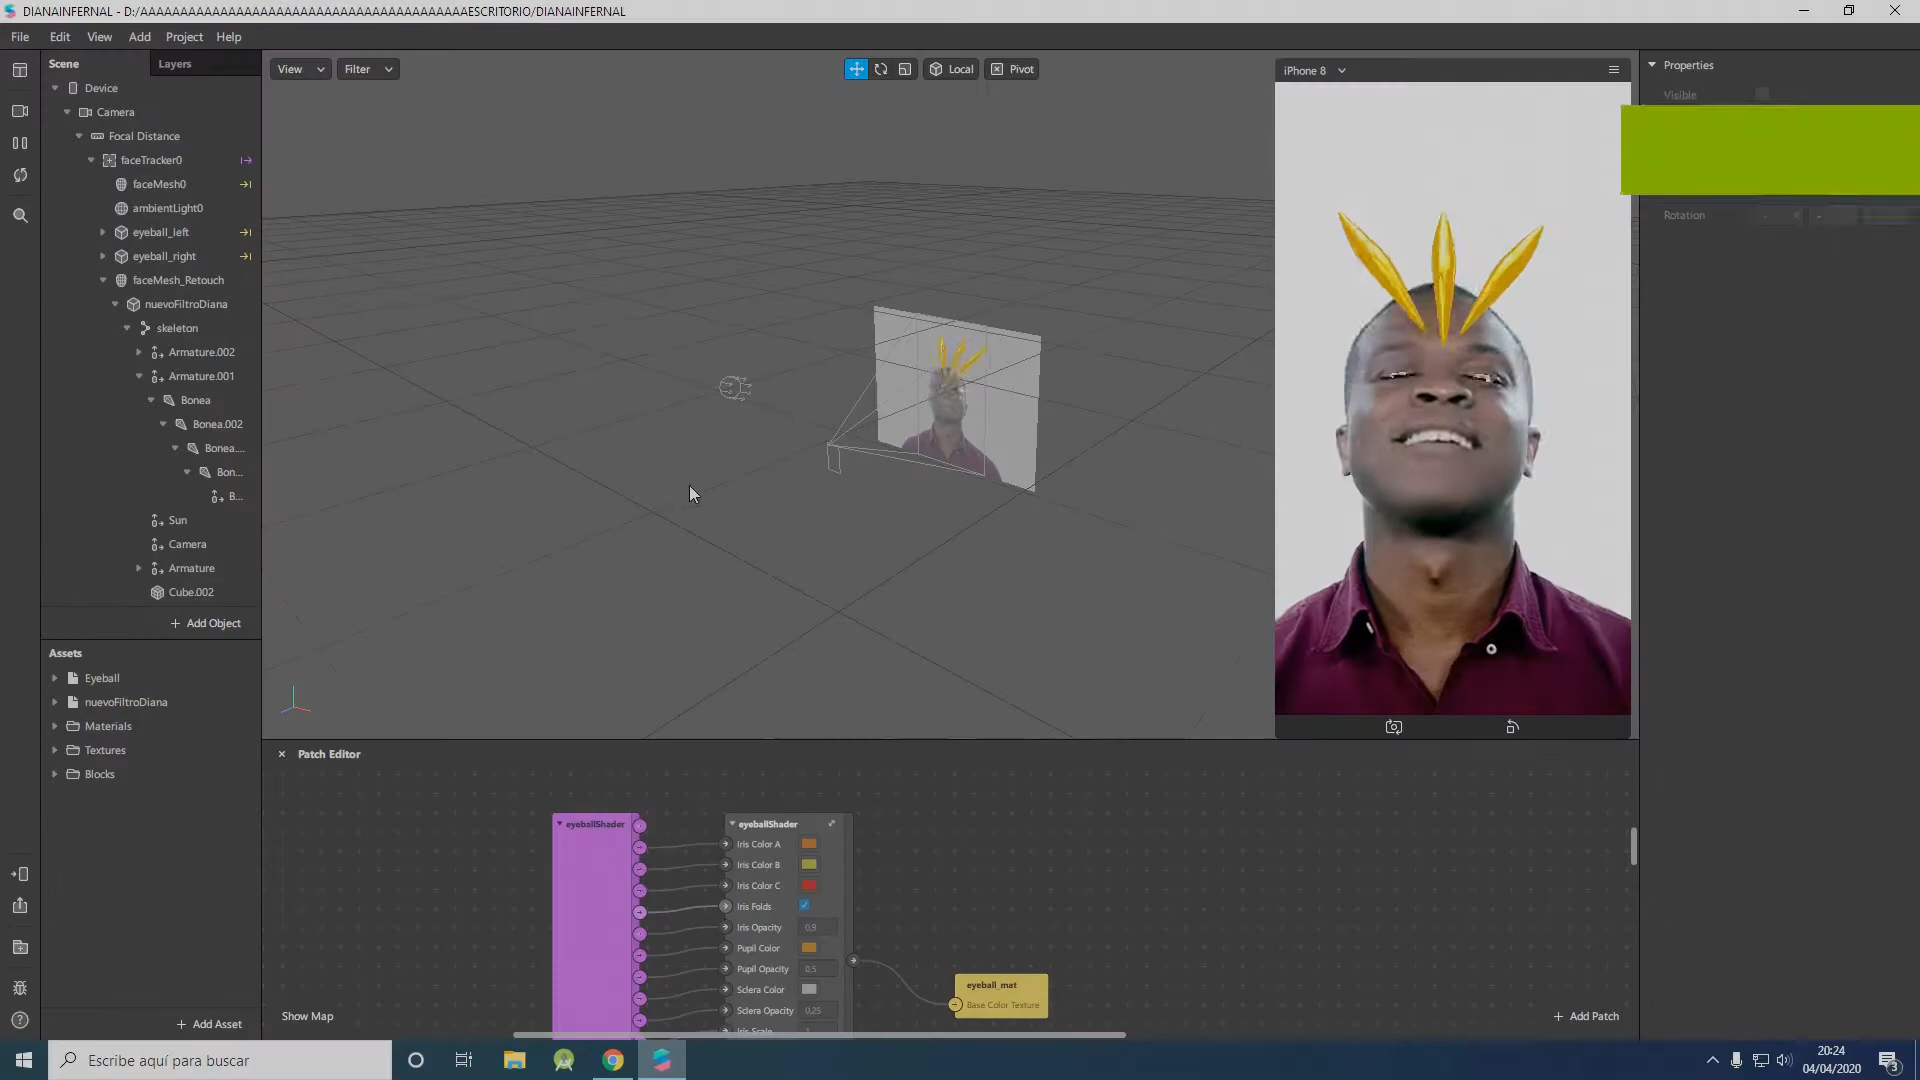 DIANAINFERNAL - D:/AAAAAAAAAAAAAAAAAAAAAAAAAAAAAAAAAAAAAAAAAESCRITORIO/DIANAINFERNAL
File Edit View Add Project Help
Scene Layers
Device
Camera
Focal Distance
faceTracker0
faceMesh0
ambientLight0
eyeball_left
eyeball_right
faceMesh_Retouch
nuevoFiltroDiana
skeleton
Armature.002
Armature.001
Bonea
Bonea.002
Bonea....
Bon...
B...
Sun
Camera
Armature
Cube.002
+ Add Object
Assets
Eyeball
nuevoFiltroDiana
Materials
Textures
Blocks
+ Add Asset
View Filter Local Pivot
iPhone 8
Properties
Visible
Rotation
Patch Editor
eyeballShader
eyeballShader
Iris Color A
Iris Color B
Iris Color C
Iris Folds
Iris Opacity 0,9
Pupil Color
Pupil Opacity 0,5
Sclera Color
Sclera Opacity 0,25
Iris Scale 1
eyeball_mat
Base Color Texture
Show Map
+ Add Patch
Escribe aquí para buscar
20:24
04/04/2020
3